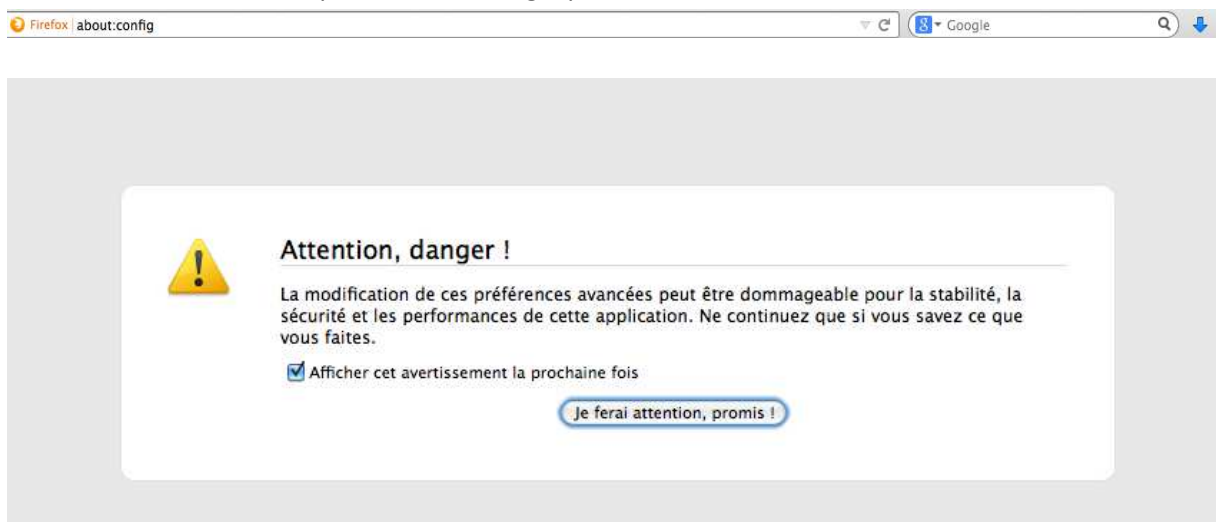 Firefox about:config Google
Attention, danger !
La modification de ces préférences avancées peut être dommageable pour la stabilité, la
sécurité et les performances de cette application. Ne continuez que si vous savez ce que
vous faites.
Afficher cet avertissement la prochaine fois
Je ferai attention, promis !